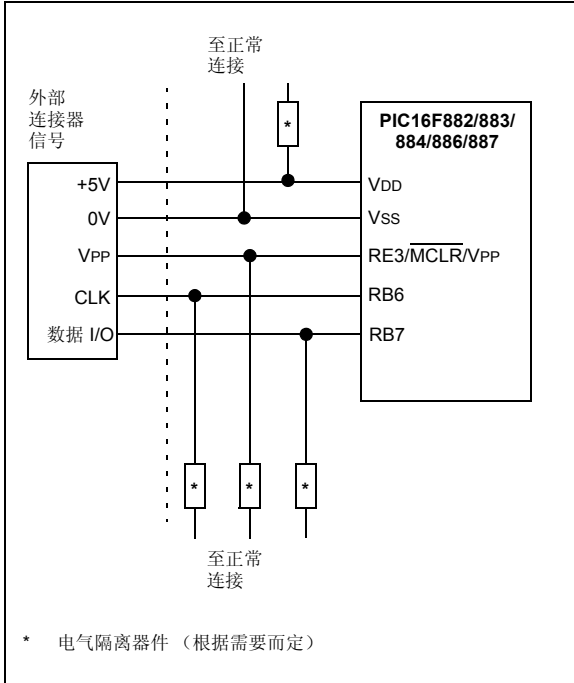 至正常
连接
外部
连接器
信号
*
PIC16F882/883/
884/886/887
+5V
VDD
0V
VSS
VPP
RE3/MCLR/VPP
CLK
RB6
数据 I/O
RB7
*
*
*
至正常
连接
* 电气隔离器件 （根据需要而定）